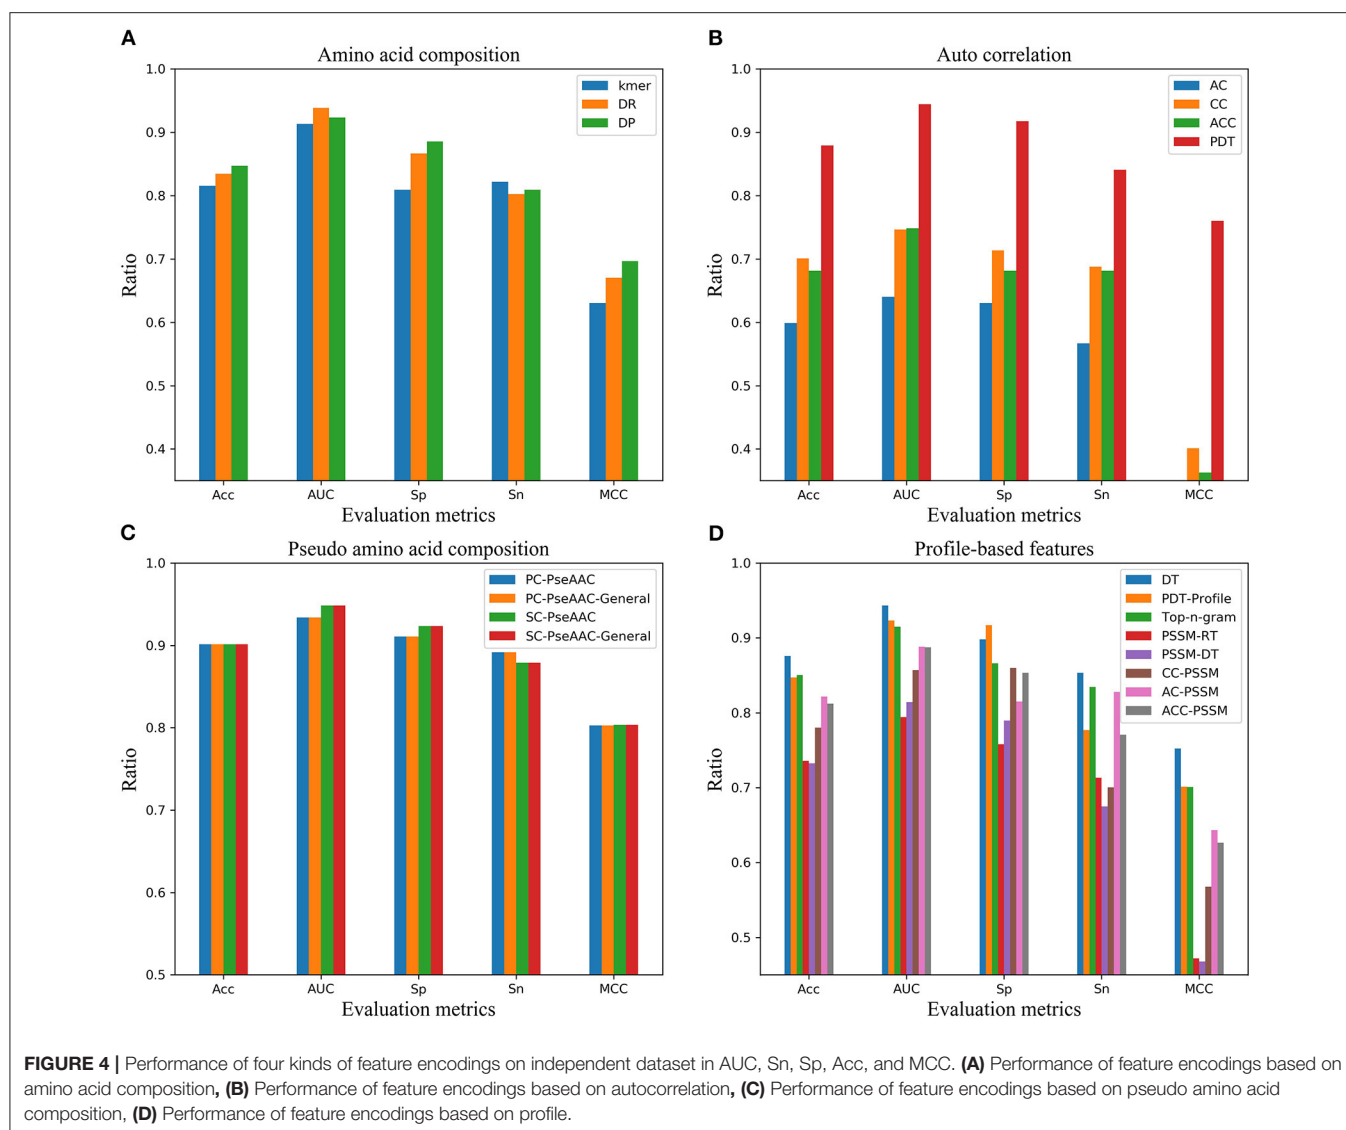 A
Amino acid composition
1.0
0.9
0.8
0.7
0.6
0.5
0.4
Ratio
kmer
DR
DP
Acc AUC Sp Sn MCC
Evaluation metrics
B
Auto correlation
1.0
0.9
0.8
0.7
0.6
0.5
0.4
Ratio
AC
CC
ACC
PDT
Acc AUC Sp Sn MCC
Evaluation metrics
C
Pseudo amino acid composition
1.0
0.9
0.8
0.7
0.6
0.5
Ratio
PC-PseAAC
PC-PseAAC-General
SC-PseAAC
SC-PseAAC-General
Acc AUC Sp Sn MCC
Evaluation metrics
D
Profile-based features
1.0
0.9
0.8
0.7
0.6
0.5
Ratio
DT
PDT-Profile
Top-n-gram
PSSM-RT
PSSM-DT
CC-PSSM
AC-PSSM
ACC-PSSM
Acc AUC Sp Sn MCC
Evaluation metrics
FIGURE 4 | Performance of four kinds of feature encodings on independent dataset in AUC, Sn, Sp, Acc, and MCC. (A) Performance of feature encodings based on
amino acid composition, (B) Performance of feature encodings based on autocorrelation, (C) Performance of feature encodings based on pseudo amino acid
composition, (D) Performance of feature encodings based on profile.